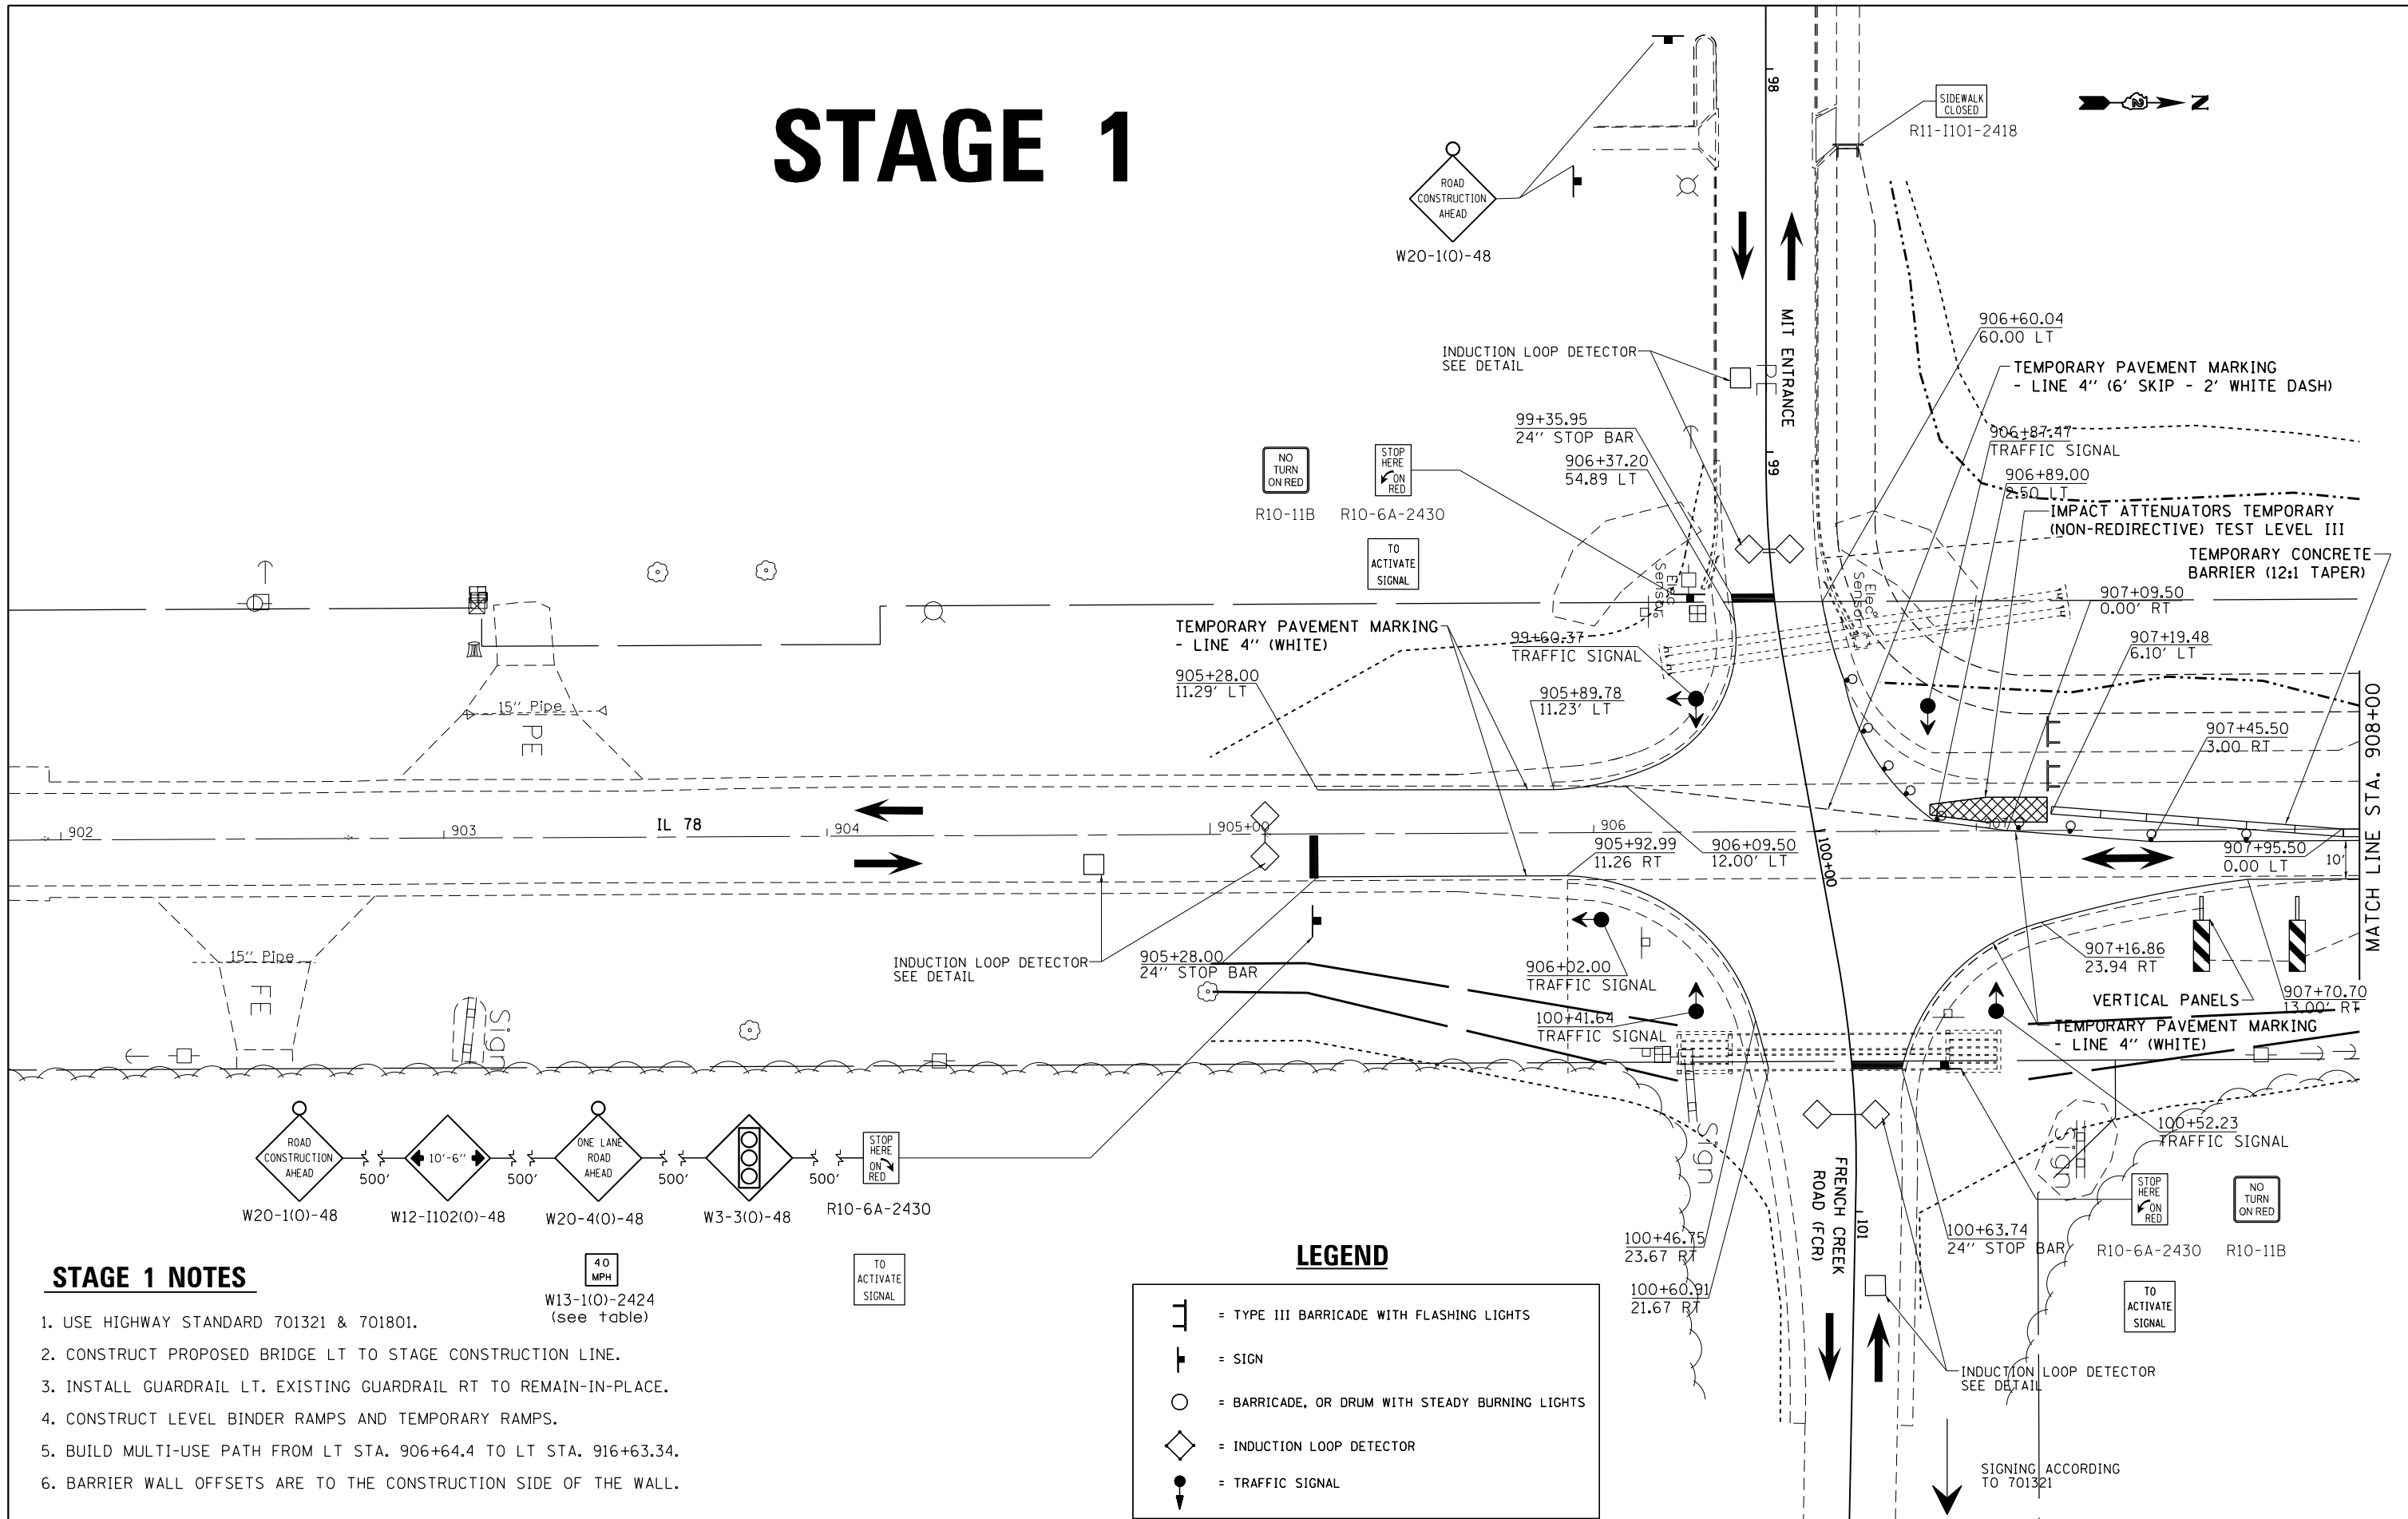 STAGE 1
98
SIDEWALK
CLOSED
R11-I101-2418
N
ROAD
CONSTRUCTION
AHEAD
W20-1(O)-48
MIT ENTRANCE
906+60.04
60.00 LT
INDUCTION LOOP DETECTOR
SEE DETAIL
TEMPORARY PAVEMENT MARKING
- LINE 4'' (6' SKIP - 2' WHITE DASH)
99+35.95
24'' STOP BAR
906+87.47
TRAFFIC SIGNAL
NO
TURN
ON RED
R10-11B
STOP
HERE
ON
RED
R10-6A-2430
906+37.20
54.89 LT
99
906+89.00
2.50 LT
IMPACT ATTENUATORS TEMPORARY
(NON-REDIRECTIVE) TEST LEVEL III
TO
ACTIVATE
SIGNAL
TEMPORARY CONCRETE
BARRIER (12:1 TAPER)
Elec.
Sensor
Elec.
Sensor
907+09.50
0.00' RT
TEMPORARY PAVEMENT MARKING
- LINE 4'' (WHITE)
99+60.37
TRAFFIC SIGNAL
907+19.48
6.10' LT
905+28.00
11.29' LT
905+89.78
11.23' LT
15'' Pipe
PE
907+45.50
3.00 RT
MATCH LINE STA. 908+00
902
903
IL 78
904
905+00
906
907
905+92.99
11.26 RT
906+09.50
12.00' LT
100+00
907+95.50
0.00 LT
10'
15'' Pipe
FE
INDUCTION LOOP DETECTOR
SEE DETAIL
905+28.00
24'' STOP BAR
906+02.00
TRAFFIC SIGNAL
907+16.86
23.94 RT
VERTICAL PANELS
907+70.70
13.00' RT
Sign
100+41.64
TRAFFIC SIGNAL
TEMPORARY PAVEMENT MARKING
- LINE 4'' (WHITE)
100+52.23
TRAFFIC SIGNAL
Sign
Sign
ROAD
CONSTRUCTION
AHEAD
500'
10'-6''
500'
ONE LANE
ROAD
AHEAD
500'
500'
STOP
HERE
ON
RED
W20-1(O)-48
W12-I102(O)-48
W20-4(O)-48
W3-3(O)-48
R10-6A-2430
FRENCH CREEK
ROAD (FCR)
101
STOP
HERE
ON
RED
NO
TURN
ON RED
R10-6A-2430
R10-11B
100+46.75
23.67 RT
100+63.74
24'' STOP BAR
100+60.91
21.67 RT
40
MPH
W13-1(O)-2424
(see table)
TO
ACTIVATE
SIGNAL
TO
ACTIVATE
SIGNAL
INDUCTION LOOP DETECTOR
SEE DETAIL
SIGNING ACCORDING
TO 701321
STAGE 1 NOTES
1. USE HIGHWAY STANDARD 701321 & 701801.
2. CONSTRUCT PROPOSED BRIDGE LT TO STAGE CONSTRUCTION LINE.
3. INSTALL GUARDRAIL LT. EXISTING GUARDRAIL RT TO REMAIN-IN-PLACE.
4. CONSTRUCT LEVEL BINDER RAMPS AND TEMPORARY RAMPS.
5. BUILD MULTI-USE PATH FROM LT STA. 906+64.4 TO LT STA. 916+63.34.
6. BARRIER WALL OFFSETS ARE TO THE CONSTRUCTION SIDE OF THE WALL.
LEGEND
= TYPE III BARRICADE WITH FLASHING LIGHTS
= SIGN
= BARRICADE, OR DRUM WITH STEADY BURNING LIGHTS
= INDUCTION LOOP DETECTOR
= TRAFFIC SIGNAL